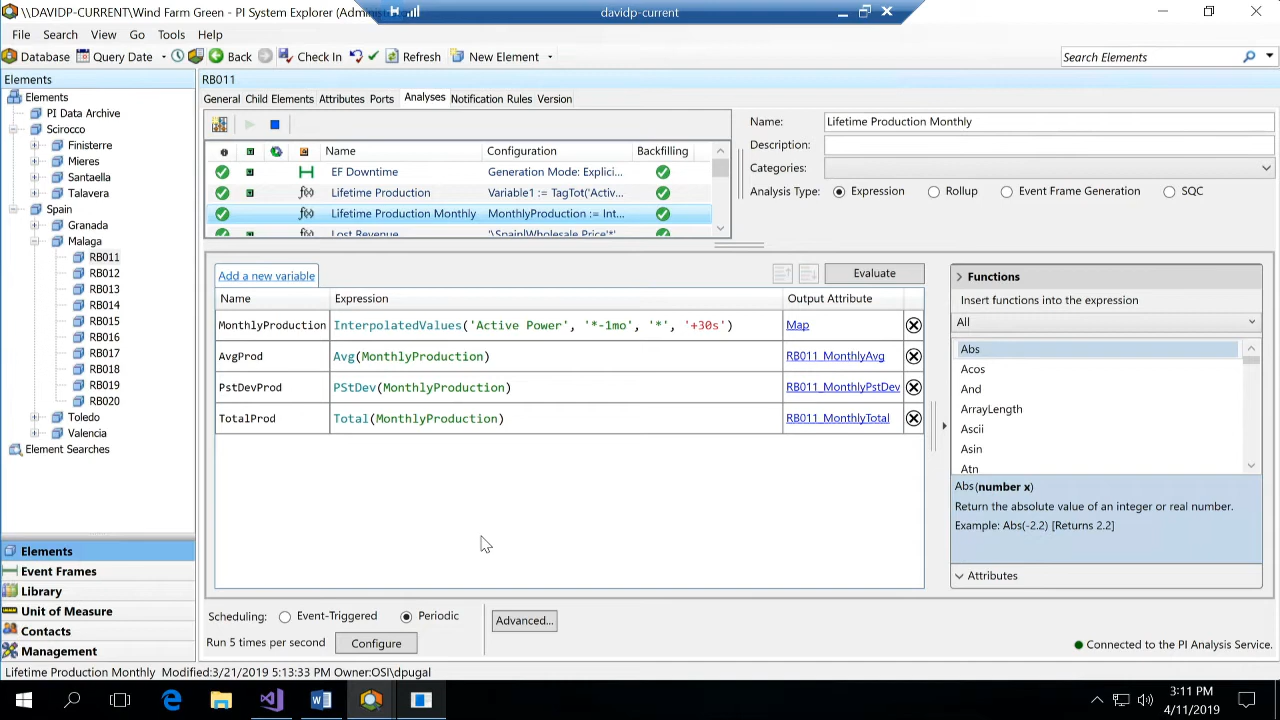 \\DAVIDP-CURRENT\Wind Farm Green - PI System Explorer (Admini
davidp-current
File Search View Go Tools Help
Database Query Date Back Check In Refresh New Element
Search Elements
Elements
Elements
PI Data Archive
Scirocco
Finisterre
Mieres
Santaella
Talavera
Spain
Granada
Malaga
RB011
RB012
RB013
RB014
RB015
RB016
RB017
RB018
RB019
RB020
Toledo
Valencia
Element Searches
Elements
Event Frames
Library
Unit of Measure
Contacts
Management
RB011
General Child Elements Attributes Ports Analyses Notification Rules Version
Name Configuration Backfilling
EF Downtime Generation Mode: Explici...
Lifetime Production Variable1 := TagTot('Activ...
Lifetime Production Monthly MonthlyProduction := Int...
Lost Revenue '\Spain|Wholesale Price'*'
Name: Lifetime Production Monthly
Description:
Categories:
Analysis Type: Expression Rollup Event Frame Generation SQC
Add a new variable Evaluate
Name Expression Output Attribute
MonthlyProduction InterpolatedValues('Active Power', '*-1mo', '*', '+30s') Map
AvgProd Avg(MonthlyProduction) RB011_MonthlyAvg
PstDevProd PStDev(MonthlyProduction) RB011_MonthlyPstDev
TotalProd Total(MonthlyProduction) RB011_MonthlyTotal
Functions
Insert functions into the expression
All
Abs
Acos
And
ArrayLength
Ascii
Asin
Atn
Abs(number x)
Return the absolute value of an integer or real number.
Example: Abs(-2.2) [Returns 2.2]
Attributes
Scheduling: Event-Triggered Periodic Advanced...
Run 5 times per second Configure
Connected to the PI Analysis Service.
Lifetime Production Monthly Modified:3/21/2019 5:13:33 PM Owner:OSI\dpugal
3:11 PM
4/11/2019